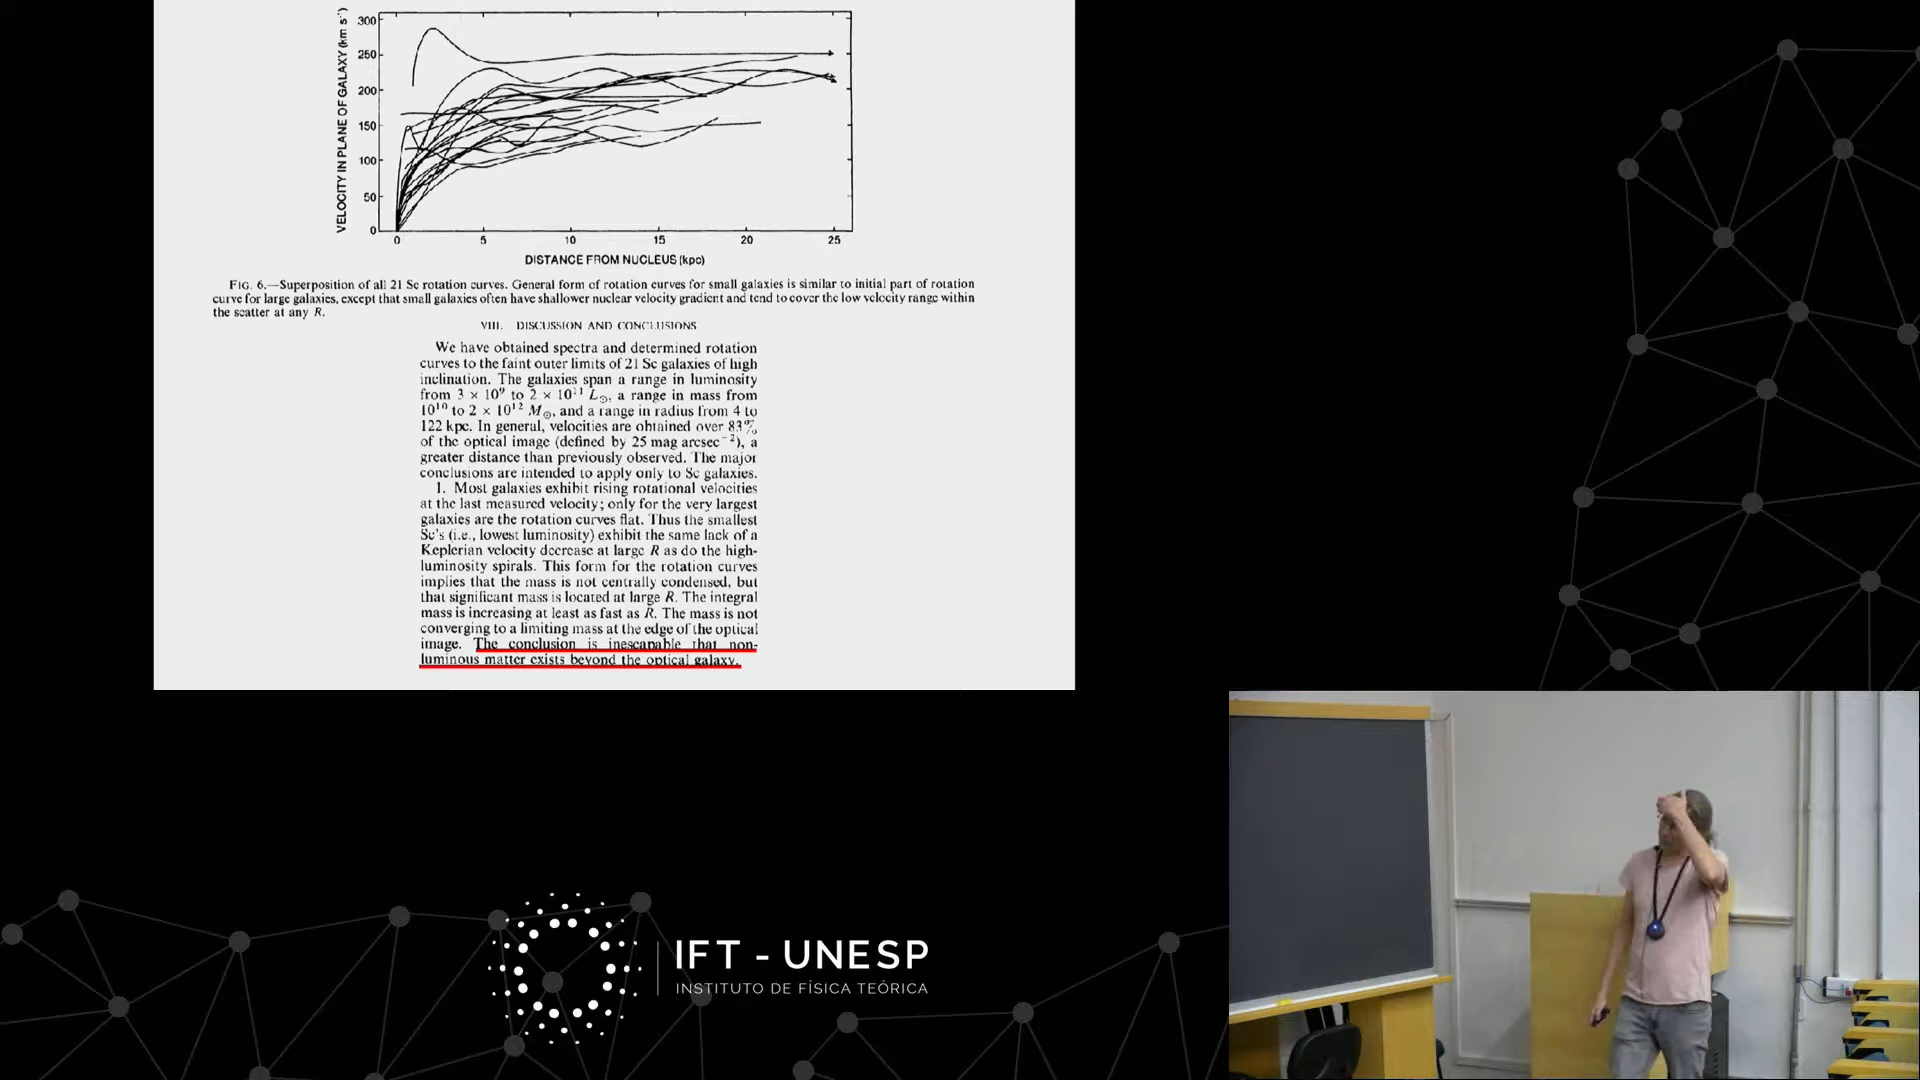 VELOCITY IN PLANE OF GALAXY (km s⁻¹)
300
250
200
150
100
50
0
0 5 10 15 20 25
DISTANCE FROM NUCLEUS (kpc)
FIG. 6.—Superposition of all 21 Sc rotation curves. General form of rotation curves for small galaxies is similar to initial part of rotation
curve for large galaxies, except that small galaxies often have shallower nuclear velocity gradient and tend to cover the low velocity range within
the scatter at any R.
VIII. DISCUSSION AND CONCLUSIONS
We have obtained spectra and determined rotation
curves to the faint outer limits of 21 Sc galaxies of high
inclination. The galaxies span a range in luminosity
from 3 × 10⁹ to 2 × 10¹¹ L⊙, a range in mass from
10¹⁰ to 2 × 10¹² M⊙, and a range in radius from 4 to
122 kpc. In general, velocities are obtained over 83%
of the optical image (defined by 25 mag arcsec⁻²), a
greater distance than previously observed. The major
conclusions are intended to apply only to Sc galaxies.
1. Most galaxies exhibit rising rotational velocities
at the last measured velocity; only for the very largest
galaxies are the rotation curves flat. Thus the smallest
Sc's (i.e., lowest luminosity) exhibit the same lack of a
Keplerian velocity decrease at large R as do the high-
luminosity spirals. This form for the rotation curves
implies that the mass is not centrally condensed, but
that significant mass is located at large R. The integral
mass is increasing at least as fast as R. The mass is not
converging to a limiting mass at the edge of the optical
image. The conclusion is inescapable that non-
luminous matter exists beyond the optical galaxy.
IFT - UNESP
INSTITUTO DE FÍSICA TEÓRICA